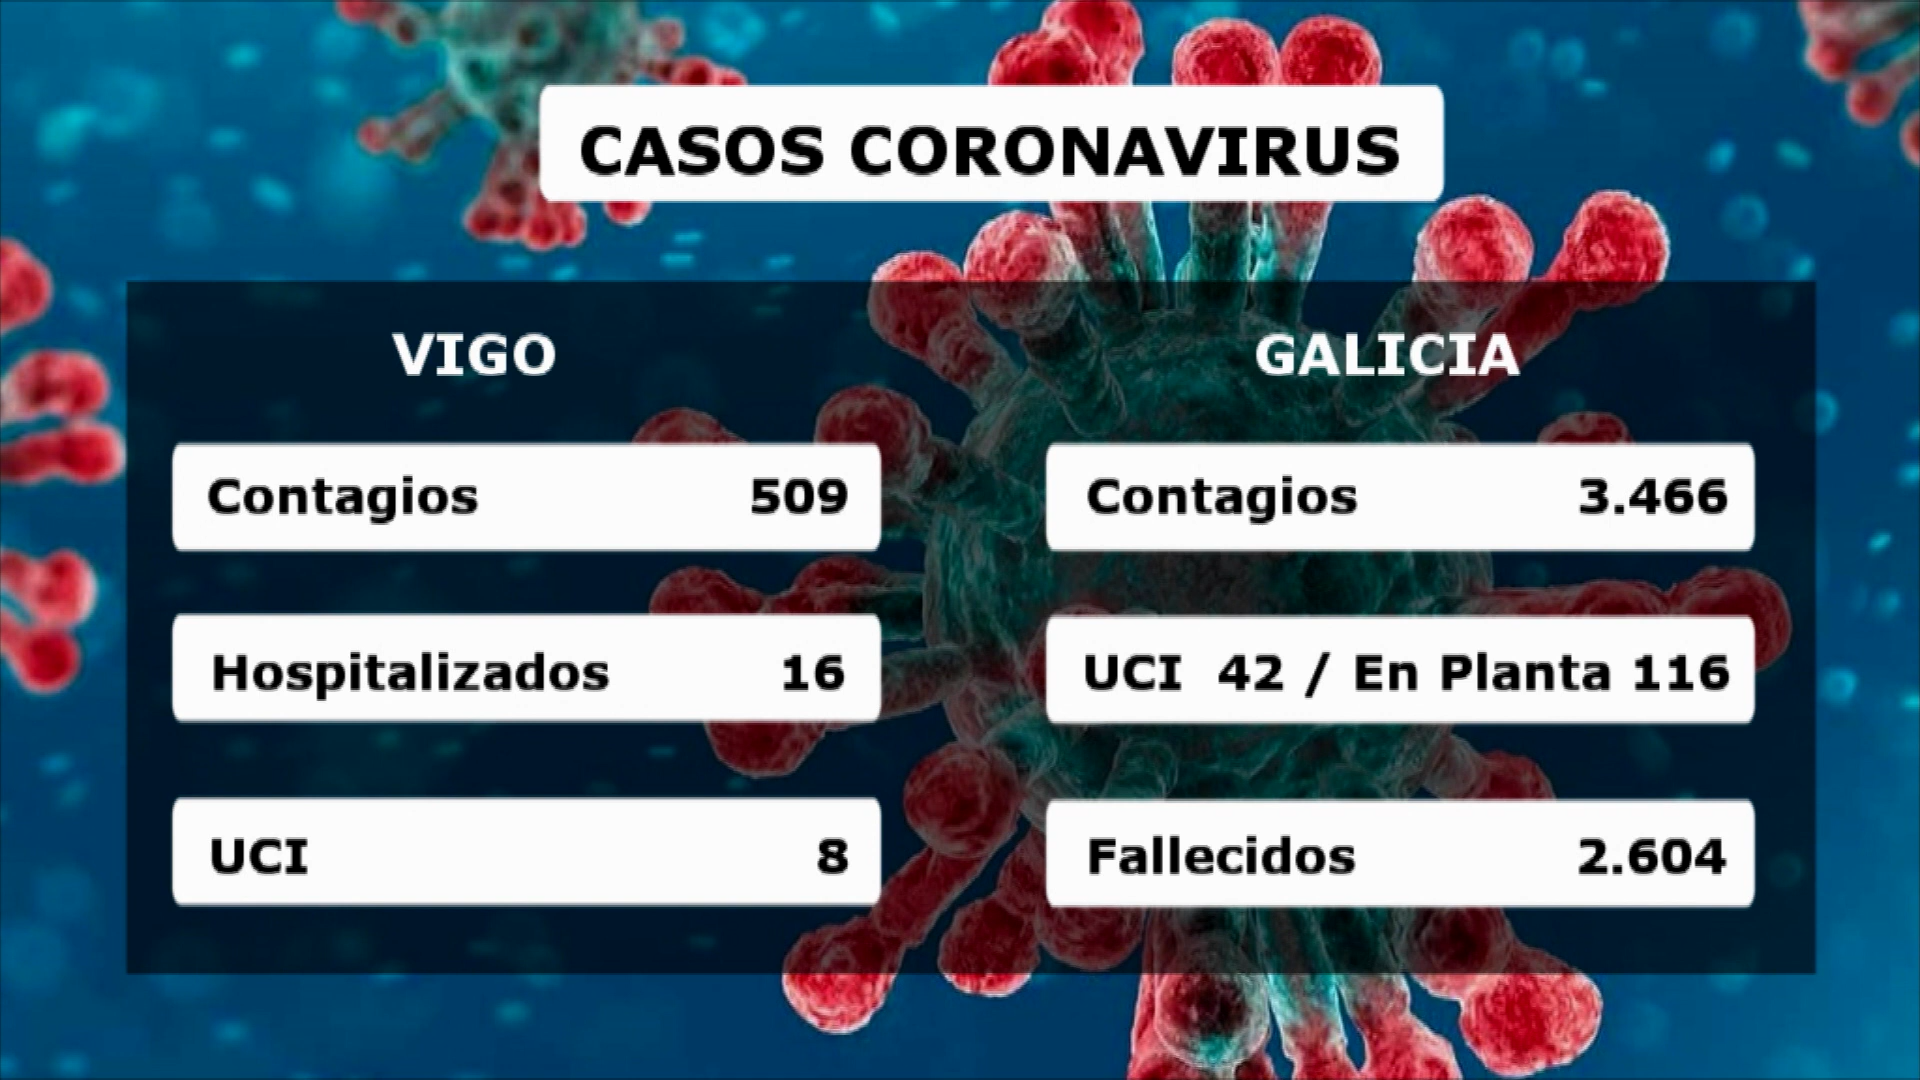 CASOS CORONAVIRUS
VIGO
Contagios 509
Hospitalizados 16
UCI 8
GALICIA
Contagios 3.466
UCI 42 / En Planta 116
Fallecidos 2.604